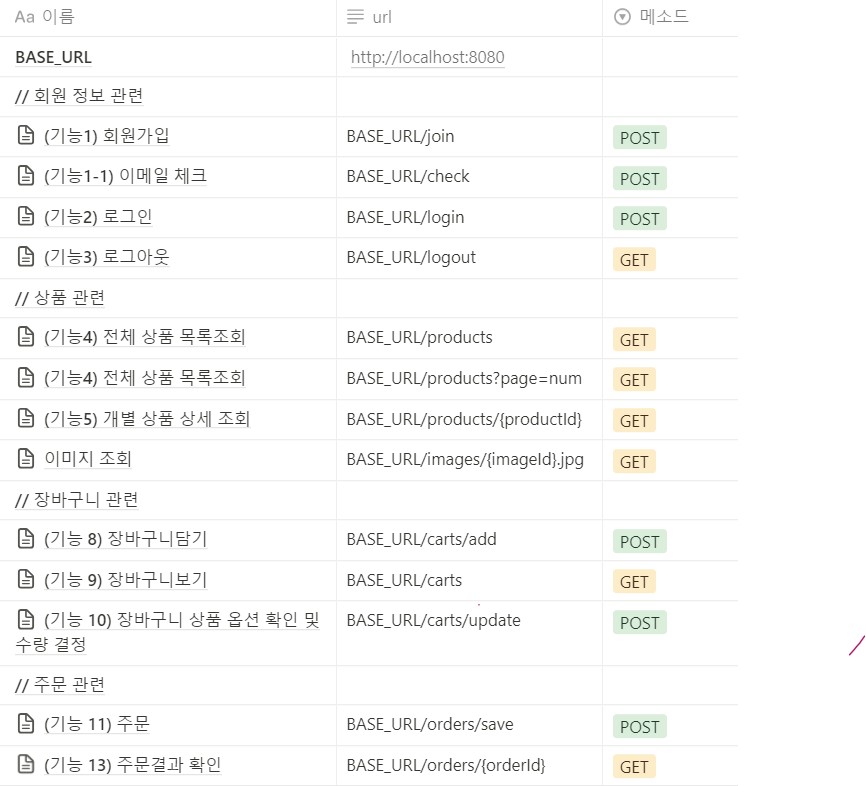 Aa 이름 url 메소드
BASE_URL http://localhost:8080
// 회원 정보 관련
(기능1) 회원가입 BASE_URL/join POST
(기능1-1) 이메일 체크 BASE_URL/check POST
(기능2) 로그인 BASE_URL/login POST
(기능3) 로그아웃 BASE_URL/logout GET
// 상품 관련
(기능4) 전체 상품 목록조회 BASE_URL/products GET
(기능4) 전체 상품 목록조회 BASE_URL/products?page=num GET
(기능5) 개별 상품 상세 조회 BASE_URL/products/{productId} GET
이미지 조회 BASE_URL/images/{imageId}.jpg GET
// 장바구니 관련
(기능 8) 장바구니담기 BASE_URL/carts/add POST
(기능 9) 장바구니보기 BASE_URL/carts GET
(기능 10) 장바구니 상품 옵션 확인 및 BASE_URL/carts/update POST
수량 결정
// 주문 관련
(기능 11) 주문 BASE_URL/orders/save POST
(기능 13) 주문결과 확인 BASE_URL/orders/{orderId} GET